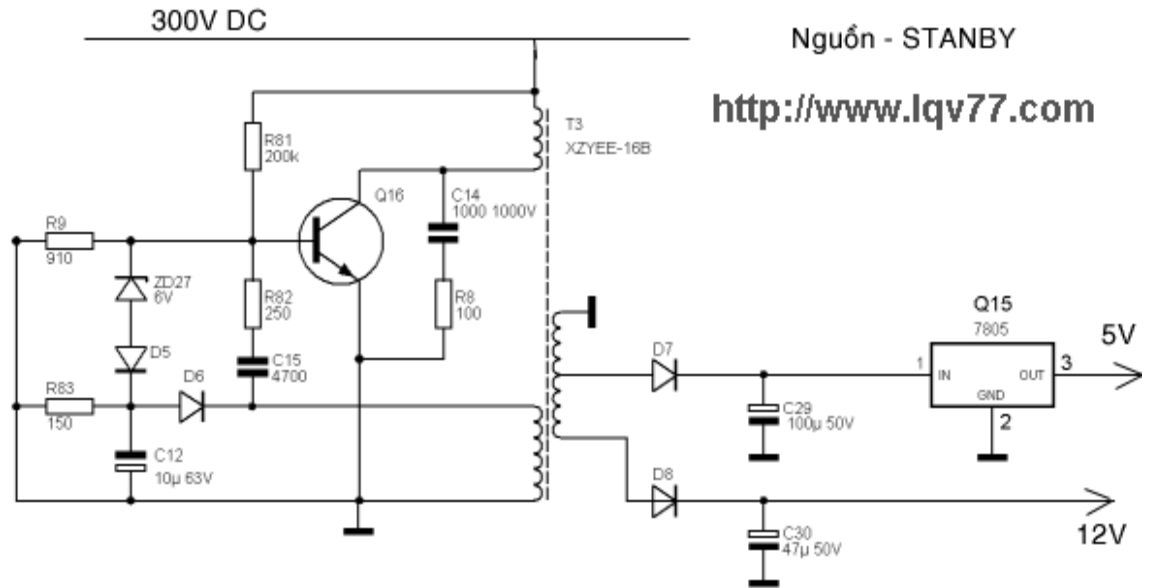 300V DC
Nguồn - STANBY
http://www.lqv77.com
R81
200k
T3
XZYEE-16B
Q16
C14
1000 1000V
R9
910
ZD27
6V
R82
250
R8
100
D5
C15
4700
D6
R83
150
C12
10µ 63V
D7
Q15
7805
5V
1
IN
OUT
3
GND
2
C29
100µ 50V
D8
C30
47µ 50V
12V